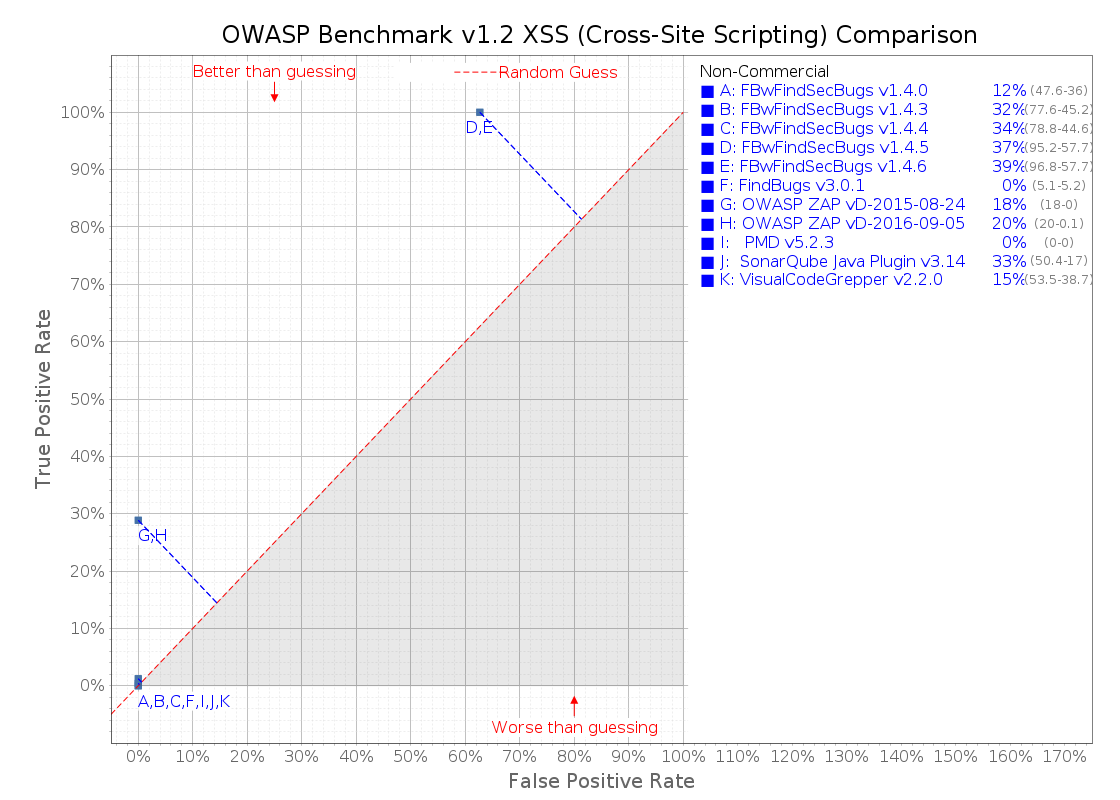 OWASP Benchmark v1.2 XSS (Cross-Site Scripting) Comparison
Better than guessing
Random Guess
Non-Commercial
A: FBwFindSecBugs v1.4.0 12% (47.6-36)
B: FBwFindSecBugs v1.4.3 32% (77.6-45.2)
C: FBwFindSecBugs v1.4.4 34% (78.8-44.6)
D: FBwFindSecBugs v1.4.5 37% (95.2-57.7)
E: FBwFindSecBugs v1.4.6 39% (96.8-57.7)
F: FindBugs v3.0.1 0% (5.1-5.2)
G: OWASP ZAP vD-2015-08-24 18% (18-0)
H: OWASP ZAP vD-2016-09-05 20% (20-0.1)
I: PMD v5.2.3 0% (0-0)
J: SonarQube Java Plugin v3.14 33% (50.4-17)
K: VisualCodeGrepper v2.2.0 15% (53.5-38.7)
True Positive Rate
100%
90%
80%
70%
60%
50%
40%
30%
20%
10%
0%
D,E
G,H
A,B,C,F,I,J,K
Worse than guessing
0% 10% 20% 30% 40% 50% 60% 70% 80% 90% 100% 110% 120% 130% 140% 150% 160% 170%
False Positive Rate